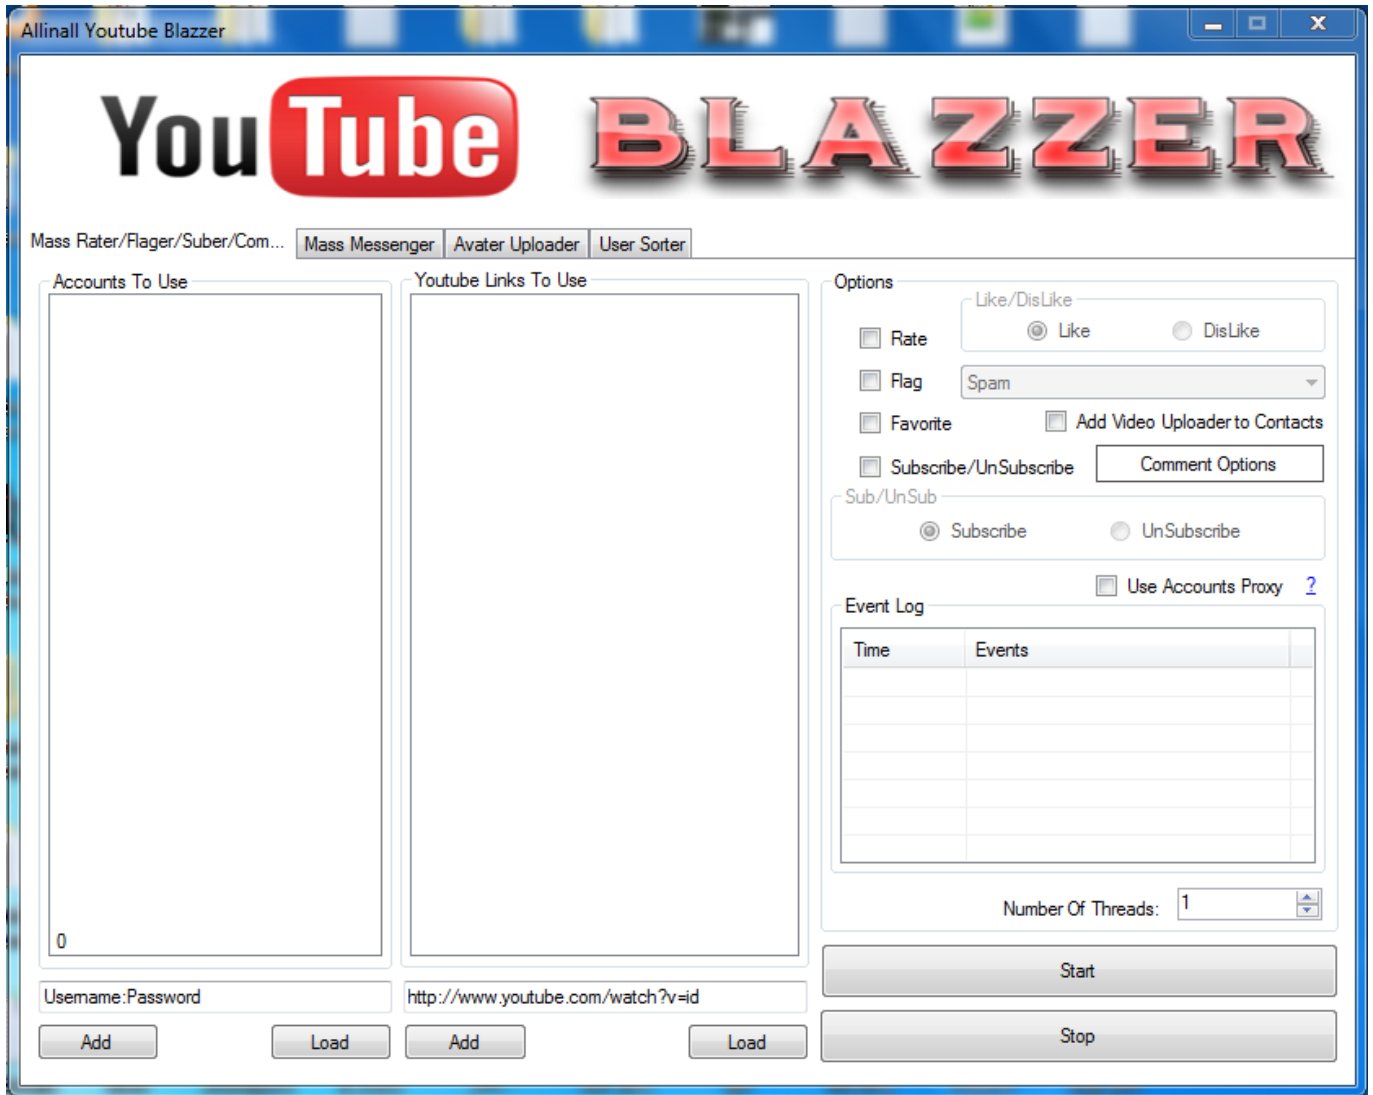 Allinall Youtube Blazzer
YouTube BLAZZER
Mass Rater/Flager/Suber/Com... Mass Messenger Avater Uploader User Sorter
Accounts To Use
Youtube Links To Use
Options
Like/DisLike
Rate
Like
DisLike
Flag
Spam
Favorite
Add Video Uploader to Contacts
Subscribe/UnSubscribe
Comment Options
Sub/UnSub
Subscribe
UnSubscribe
Use Accounts Proxy ?
Event Log
Time Events
Number Of Threads: 1
0
Username:Password
http://www.youtube.com/watch?v=id
Add
Load
Add
Load
Start
Stop